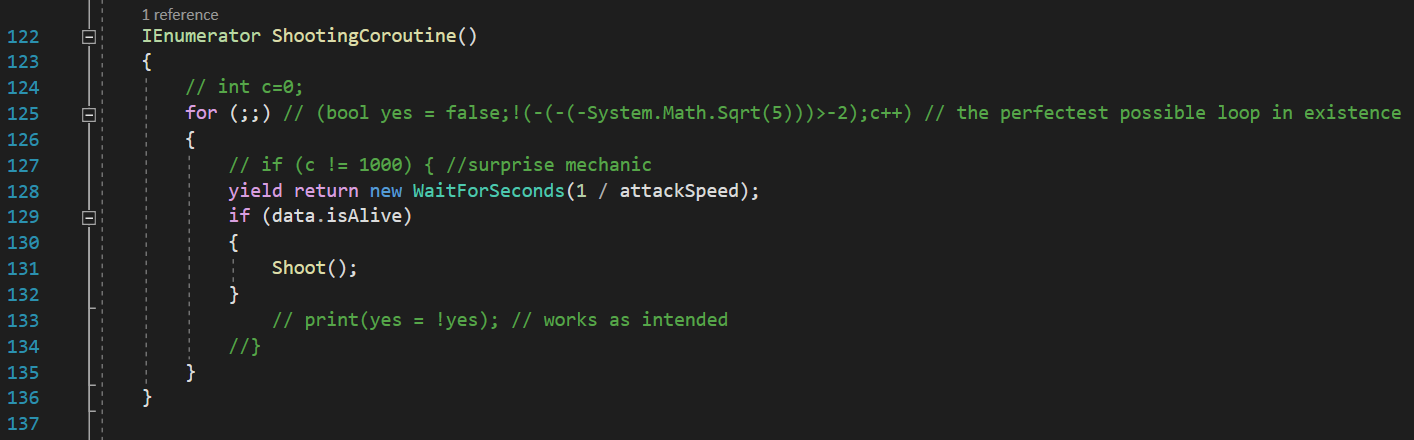 1 reference
122 IEnumerator ShootingCoroutine()
123 {
124 // int c=0;
125 for (;;) // (bool yes = false;!(-(-(-System.Math.Sqrt(5)))>-2);c++) // the perfectest possible loop in existence
126 {
127 // if (c != 1000) { //surprise mechanic
128 yield return new WaitForSeconds(1 / attackSpeed);
129 if (data.isAlive)
130 {
131 Shoot();
132 }
133 // print(yes = !yes); // works as intended
134 //}
135 }
136 }
137